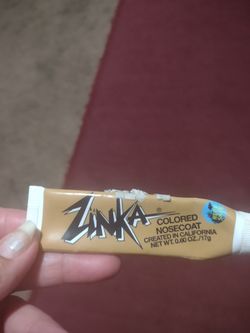 ZINKA®
COLORED
NOSECOAT
CREATED IN CALIFORNIA
NET WT. 0.60 OZ./17g